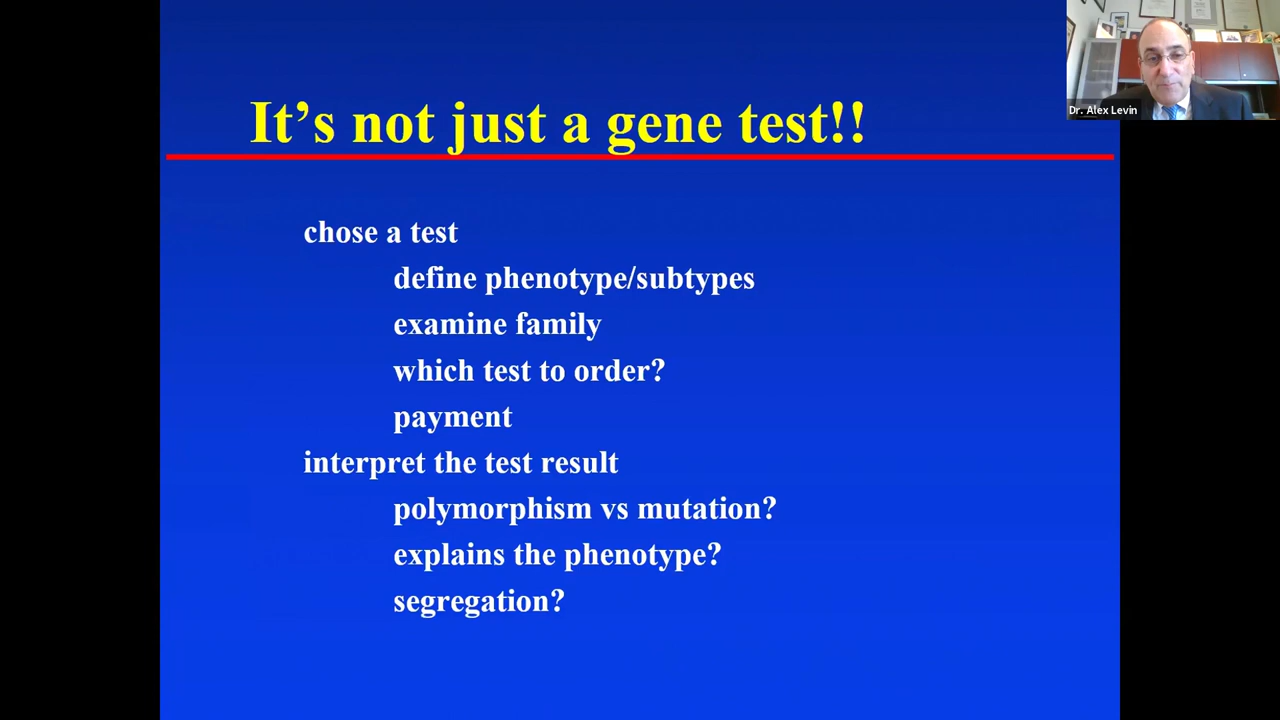 It's not just a gene test!!
chose a test
define phenotype/subtypes
examine family
which test to order?
payment
interpret the test result
polymorphism vs mutation?
explains the phenotype?
segregation?
Dr. Alex Levin